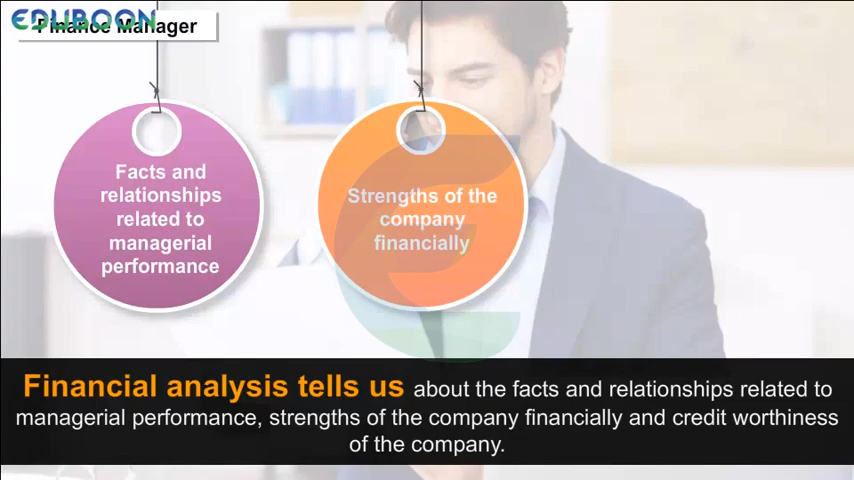 EDUBOON
Finance Manager
Facts and
relationships
related to
managerial
performance
Strengths of the
company
financially
Financial analysis tells us about the facts and relationships related to
managerial performance, strengths of the company financially and credit worthiness
of the company.